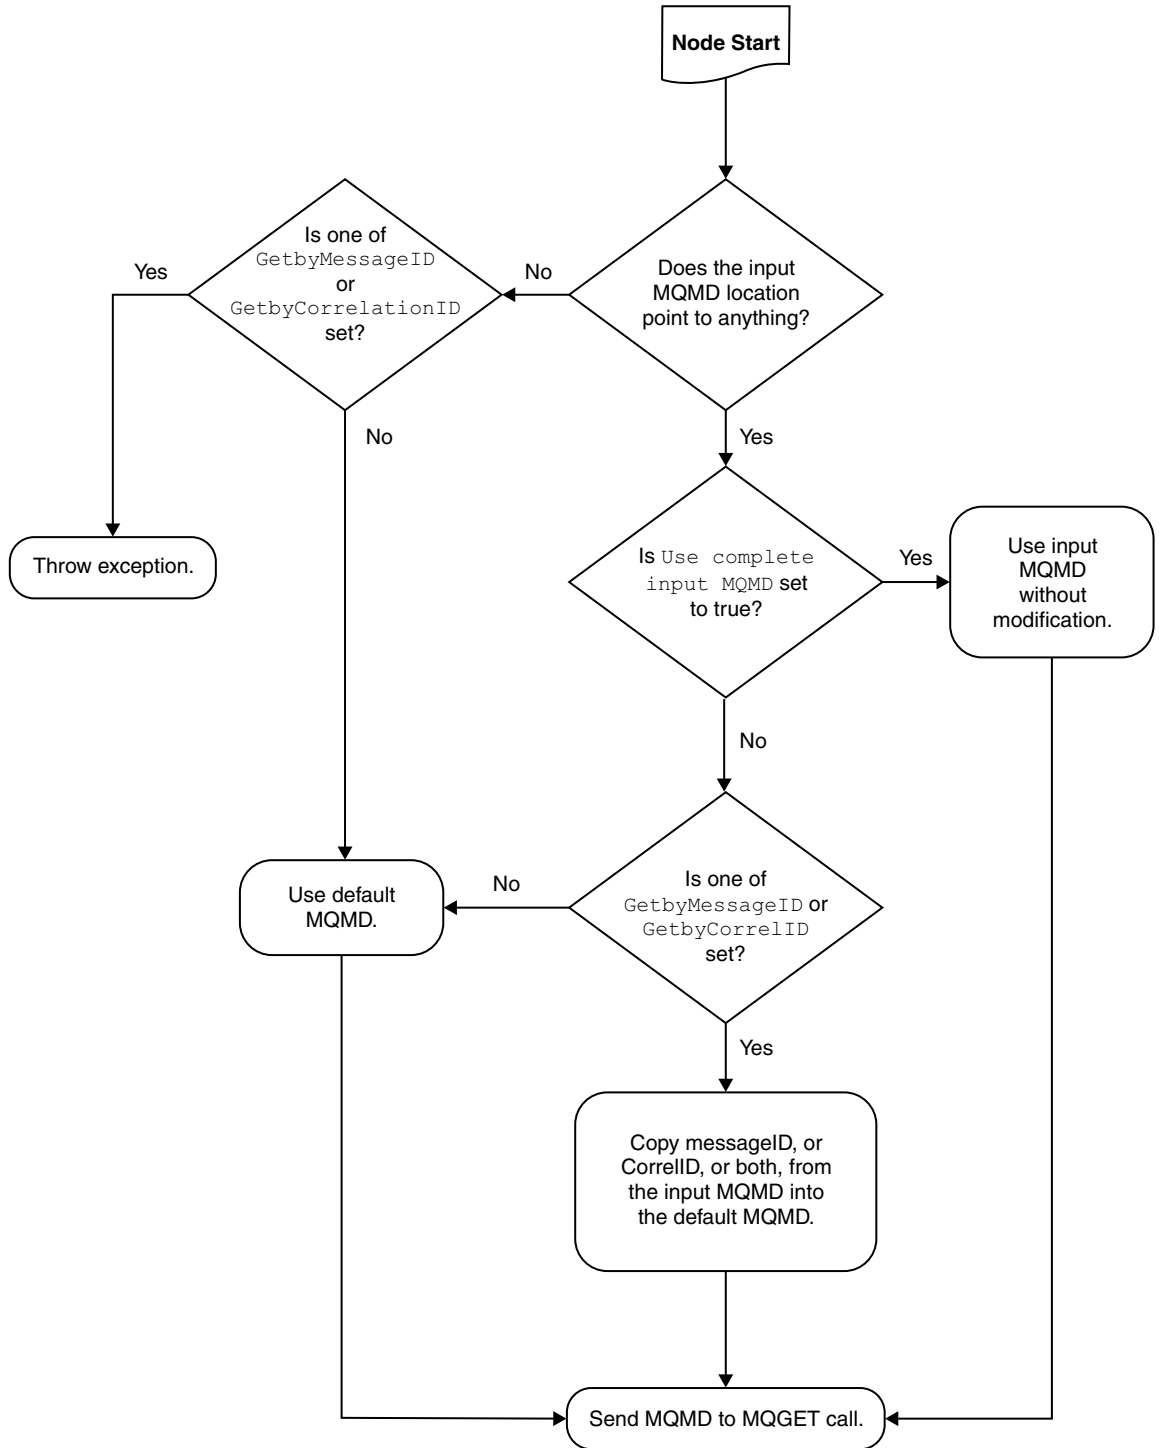 Node Start
Is one of
GetbyMessageID
or
GetbyCorrelationID
set?
Yes
No
Does the input
MQMD location
point to anything?
No
Yes
Throw exception.
Is Use complete
input MQMD set
to true?
Yes
Use input
MQMD
without
modification.
No
Use default
MQMD.
No
Is one of
GetbyMessageID or
GetbyCorrelID
set?
Yes
Copy messageID, or
CorrelID, or both, from
the input MQMD into
the default MQMD.
Send MQMD to MQGET call.